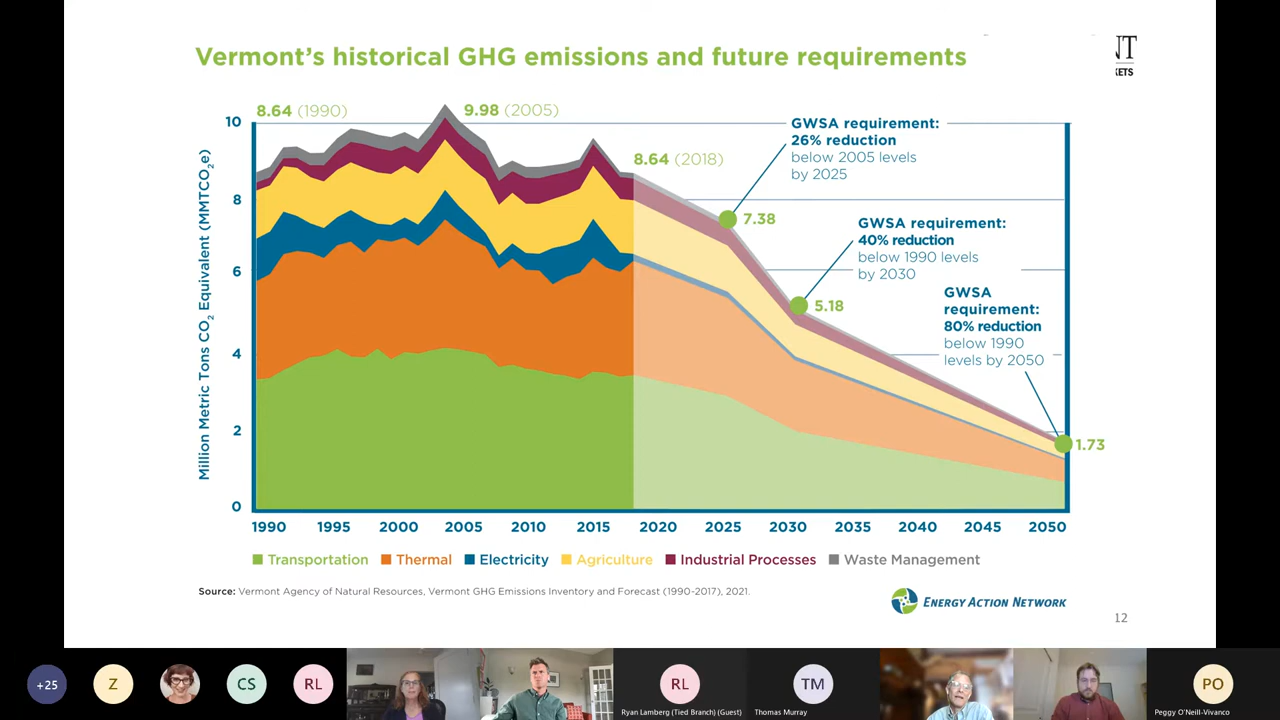 Vermont's historical GHG emissions and future requirements
NT
KETS
8.64 (1990)
9.98 (2005)
8.64 (2018)
GWSA requirement:
26% reduction
below 2005 levels
by 2025
7.38
GWSA requirement:
40% reduction
below 1990 levels
by 2030
5.18
GWSA
requirement:
80% reduction
below 1990
levels by 2050
1.73
Million Metric Tons CO2 Equivalent (MMTCO2e)
10
8
6
4
2
0
1990 1995 2000 2005 2010 2015 2020 2025 2030 2035 2040 2045 2050
Transportation Thermal Electricity Agriculture Industrial Processes Waste Management
Source: Vermont Agency of Natural Resources, Vermont GHG Emissions Inventory and Forecast (1990-2017), 2021.
ENERGY ACTION NETWORK
12
+25
Z
CS
RL
RL
Ryan Lamberg (Tied Branch) (Guest)
TM
Thomas Murray
PO
Peggy O'Neill-Vivanco